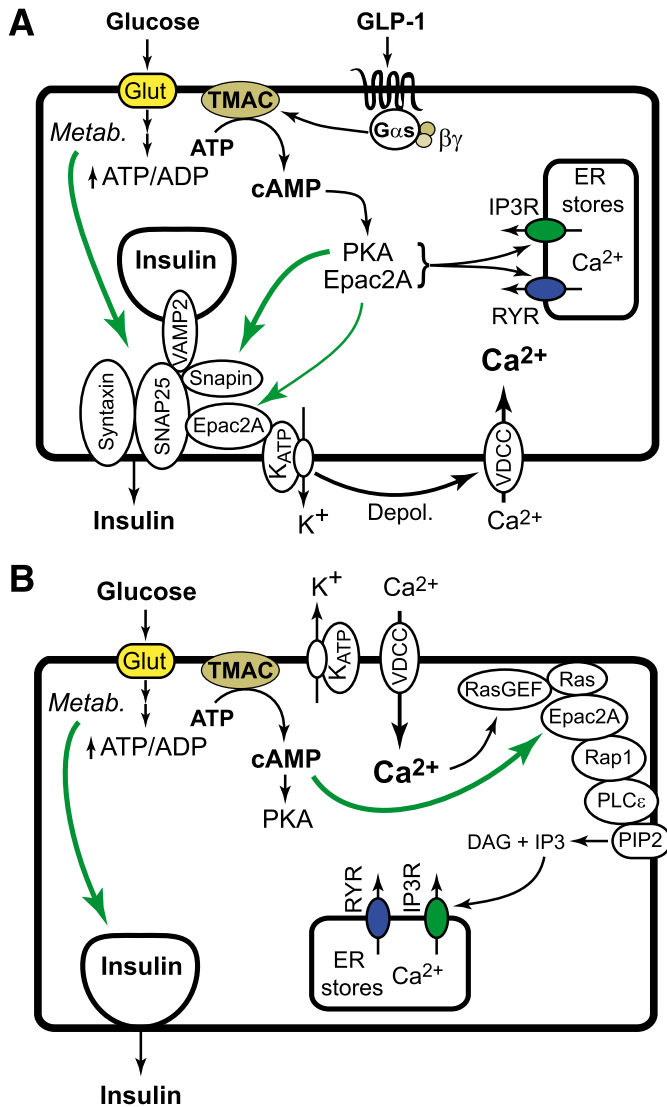 A
Glucose
GLP-1
Glut
TMAC
Gαs
βγ
Metab.
ATP
ATP/ADP
cAMP
ER
stores
IP3R
Ca2+
RYR
Insulin
PKA
Epac2A
VAMP2
Snapin
Ca2+
Syntaxin
SNAP25
Epac2A
KATP
VDCC
Insulin
K+
Depol.
Ca2+
B
Glucose
K+
Ca2+
Glut
TMAC
KATP
VDCC
RasGEF
Ras
Metab.
ATP
Epac2A
ATP/ADP
cAMP
Ca2+
Rap1
PKA
PLCε
DAG + IP3
PIP2
RYR
IP3R
Insulin
ER
stores
Ca2+
Insulin